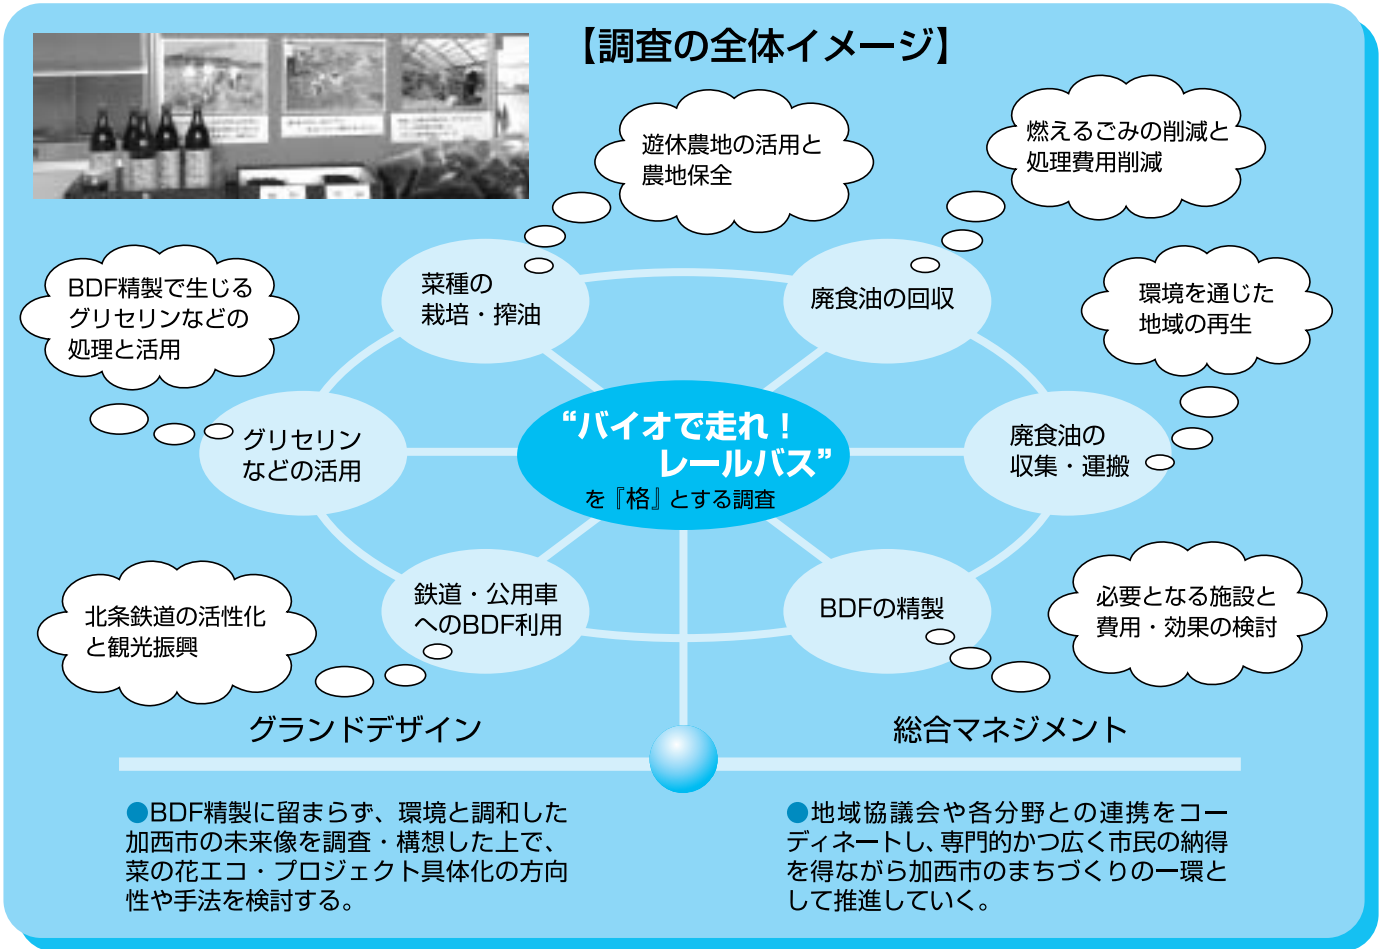 【調査の全体イメージ】
遊休農地の活用と
農地保全
燃えるごみの削減と
処理費用削減
BDF精製で生じる
グリセリンなどの
処理と活用
菜種の
栽培・搾油
廃食油の回収
環境を通じた
地域の再生
グリセリン
などの活用
“バイオで走れ！
レールバス”
を『格』とする調査
廃食油の
収集・運搬
北条鉄道の活性化
と観光振興
鉄道・公用車
へのBDF利用
BDFの精製
必要となる施設と
費用・効果の検討
グランドデザイン
●BDF精製に留まらず、環境と調和した
加西市の未来像を調査・構想した上で、
菜の花エコ・プロジェクト具体化の方向
性や手法を検討する。
総合マネジメント
●地域協議会や各分野との連携をコー
ディネートし、専門的かつ広く市民の納得
を得ながら加西市のまちづくりの一環と
して推進していく。